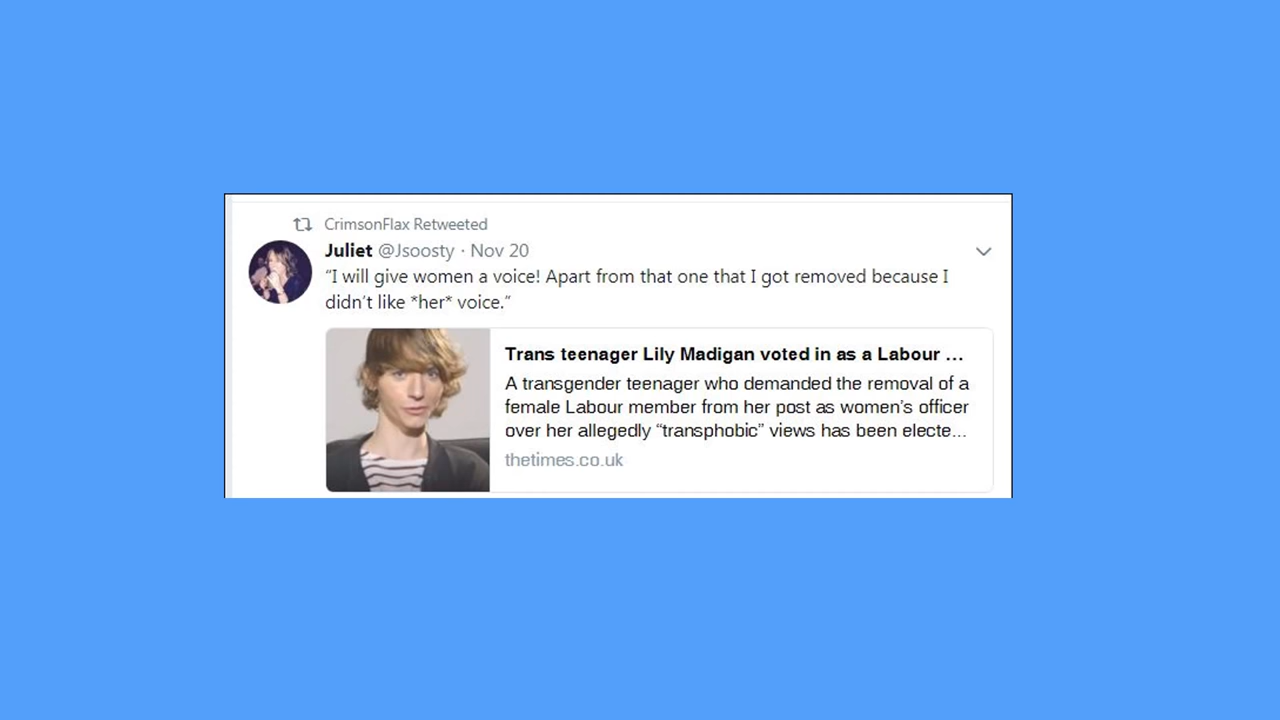 CrimsonFlax Retweeted
Juliet @Jsoosty · Nov 20
“I will give women a voice! Apart from that one that I got removed because I
didn’t like *her* voice.”
Trans teenager Lily Madigan voted in as a Labour ...
A transgender teenager who demanded the removal of a
female Labour member from her post as women’s officer
over her allegedly “transphobic” views has been electe...
thetimes.co.uk